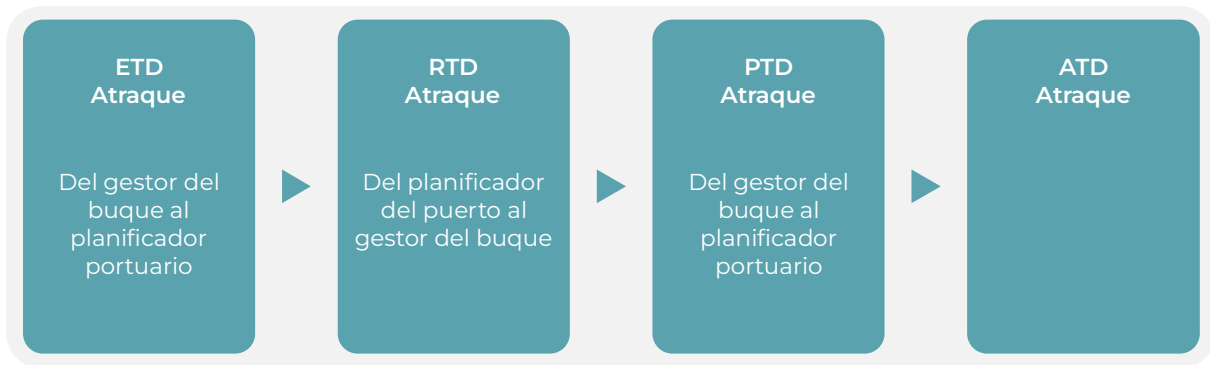 ETD
Atraque
Del gestor del
buque al
planificador
portuario
RTD
Atraque
Del planificador
del puerto al
gestor del buque
PTD
Atraque
Del gestor del
buque al
planificador
portuario
ATD
Atraque